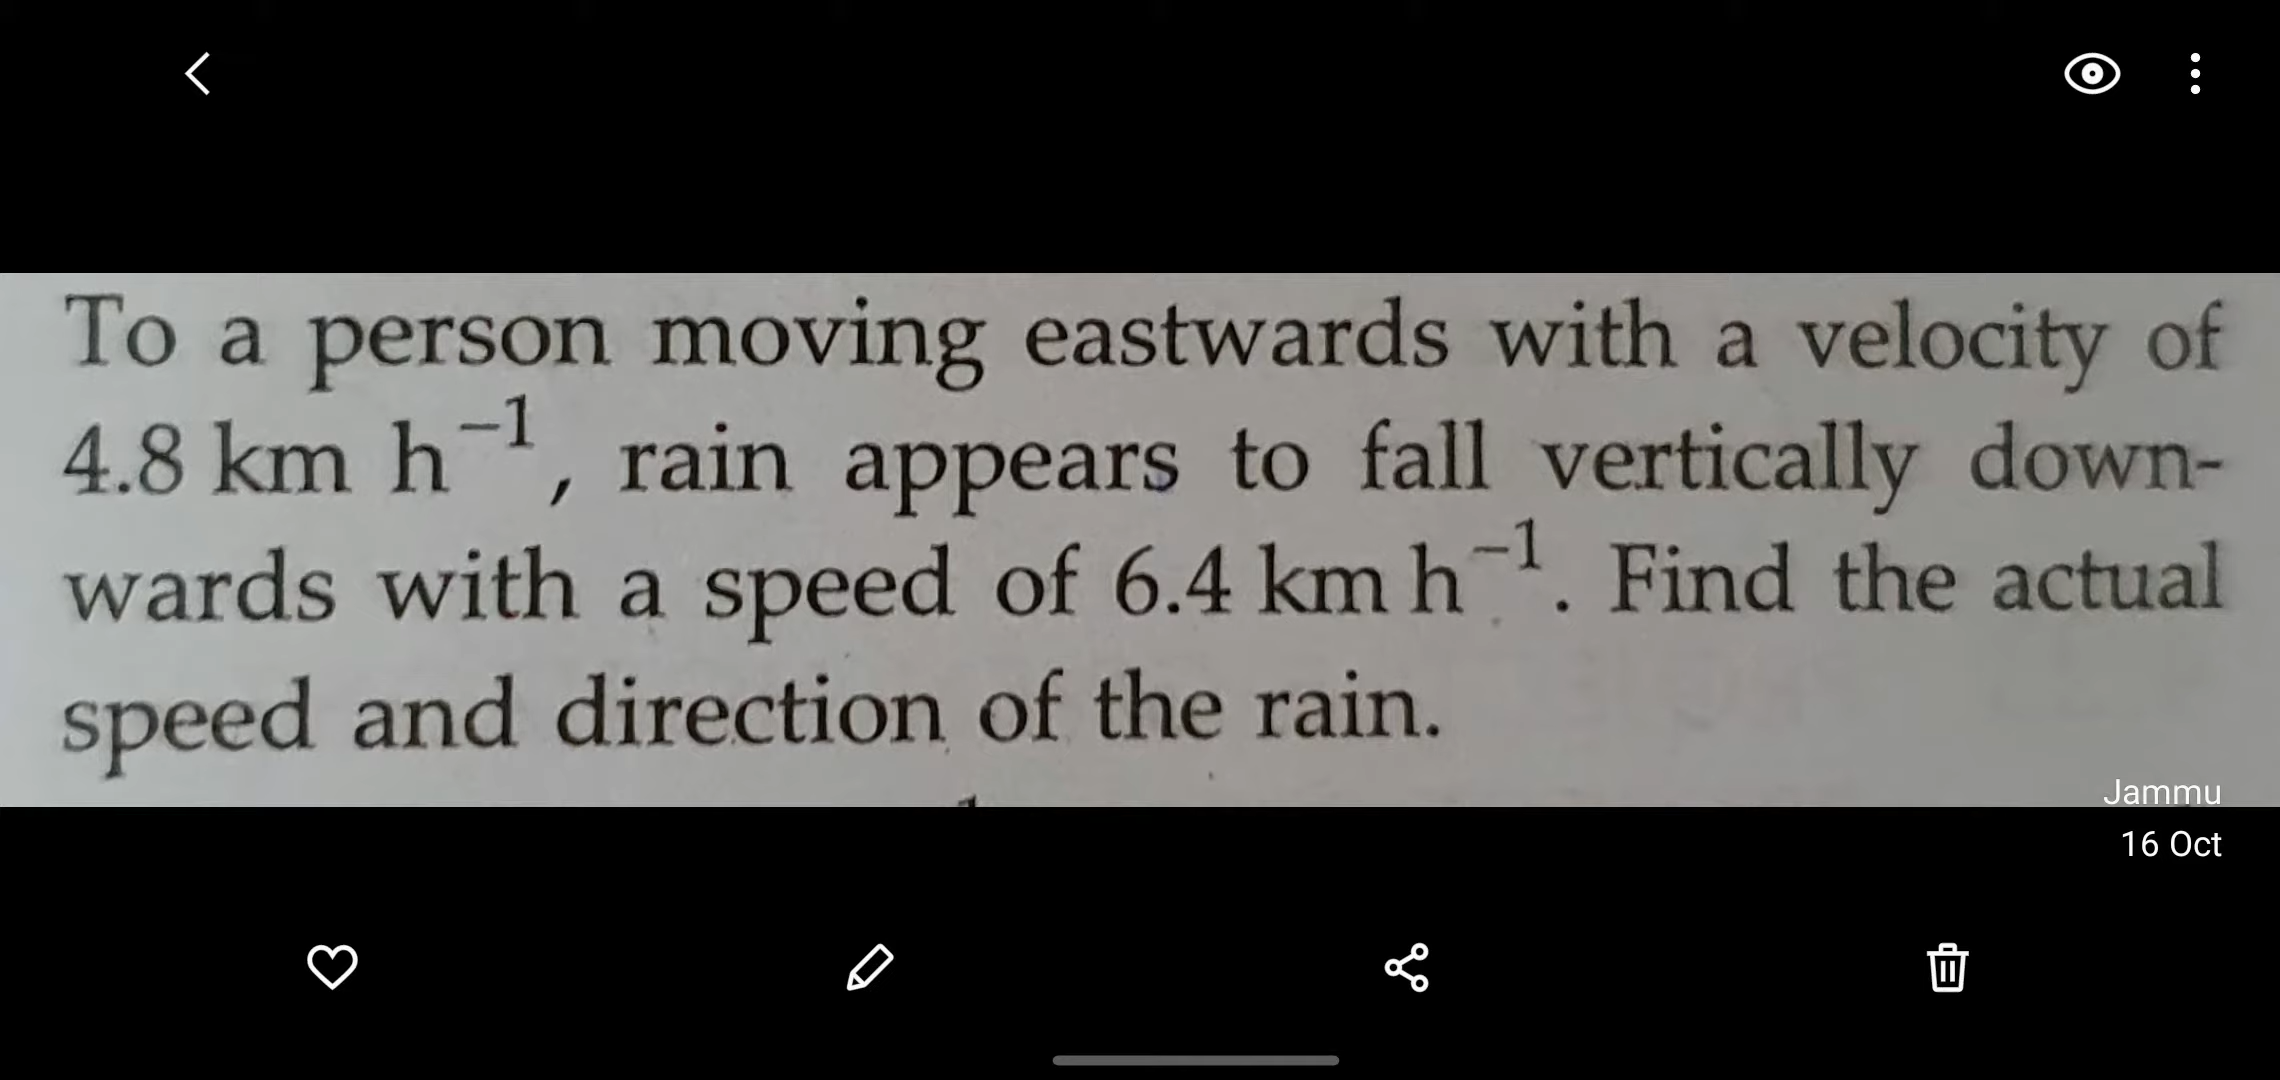 To a person moving eastwards with a velocity of
4.8 km h⁻¹, rain appears to fall vertically down-
wards with a speed of 6.4 km h⁻¹. Find the actual
speed and direction of the rain.
Jammu
16 Oct